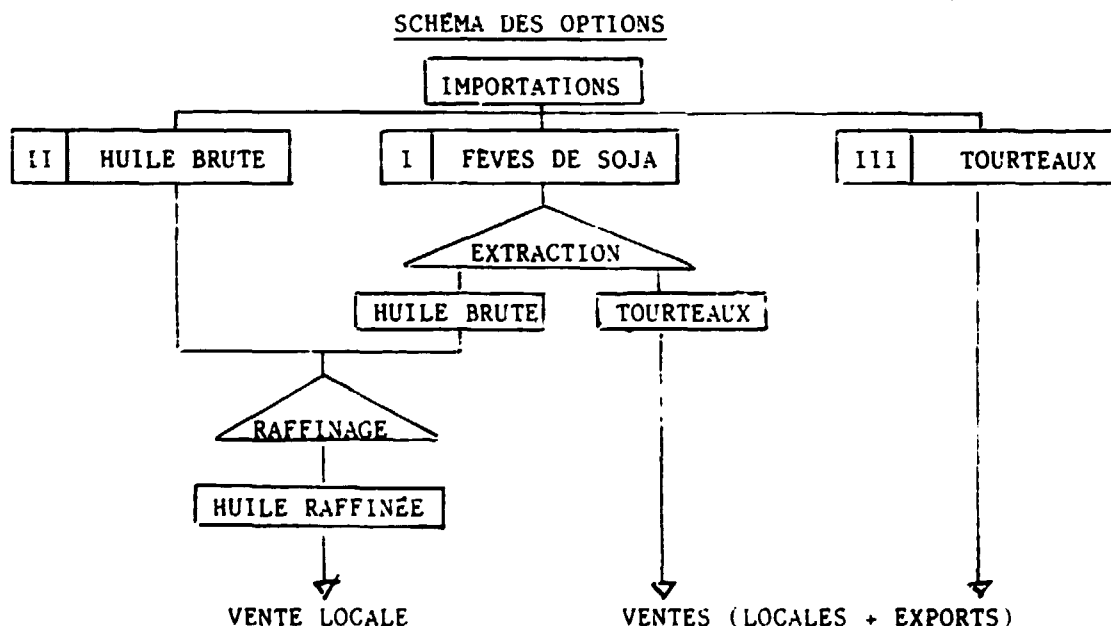 SCHÉMA DES OPTIONS
IMPORTATIONS
II HUILE BRUTE
I FÈVES DE SOJA
III TOURTEAUX
EXTRACTION
HUILE BRUTE
TOURTEAUX
RAFFINAGE
HUILE RAFFINÉE
VENTE LOCALE
VENTES (LOCALES + EXPORTS)